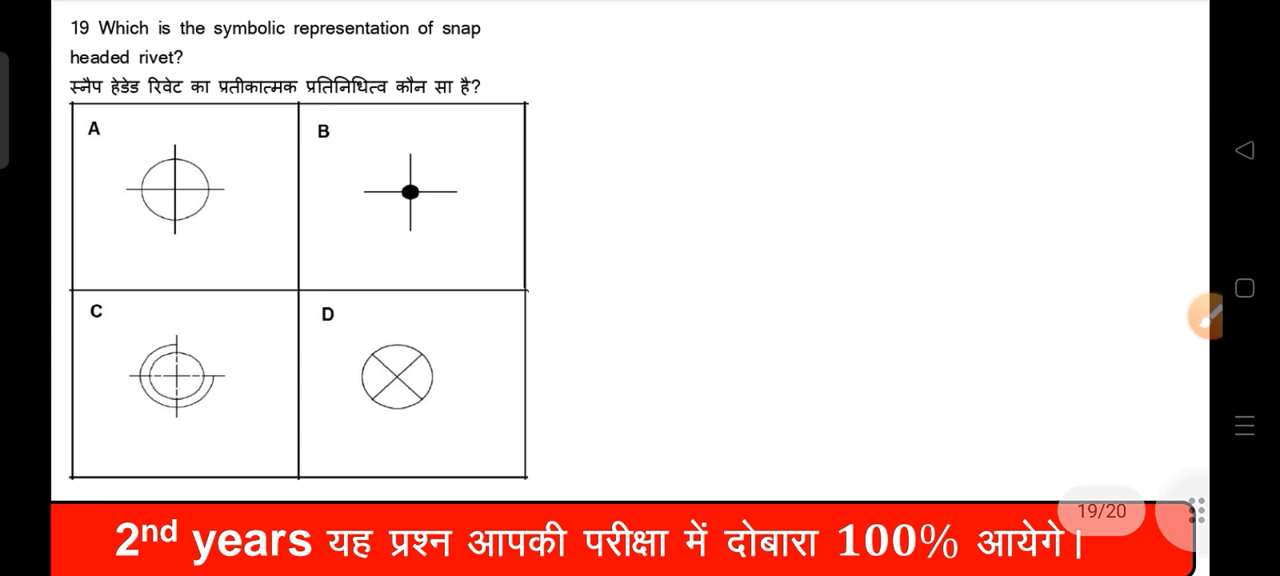 19 Which is the symbolic representation of snap
headed rivet?
स्नैप हेडेड रिवेट का प्रतीकात्मक प्रतिनिधित्व कौन सा है?
A
B
C
D
19/20
2nd years यह प्रश्न आपकी परीक्षा में दोबारा 100% आयेगे।